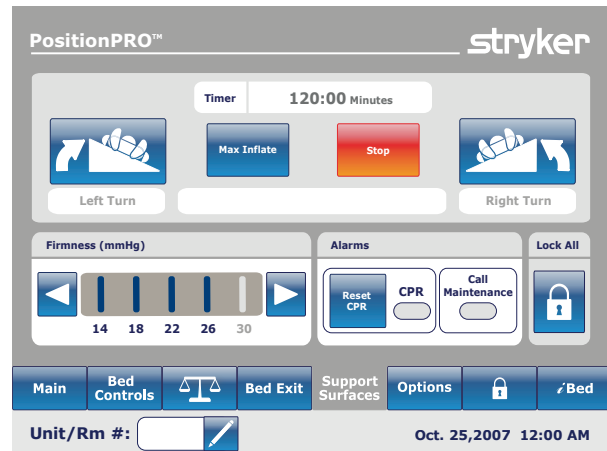 PositionPRO™ stryker
Timer 120:00 Minutes
Max Inflate Stop
Left Turn Right Turn
Firmness (mmHg) Alarms Lock All
Reset CPR
CPR
Call Maintenance
14 18 22 26 30
Main Bed Controls Bed Exit Support Surfaces Options iBed
Unit/Rm #: Oct. 25,2007 12:00 AM